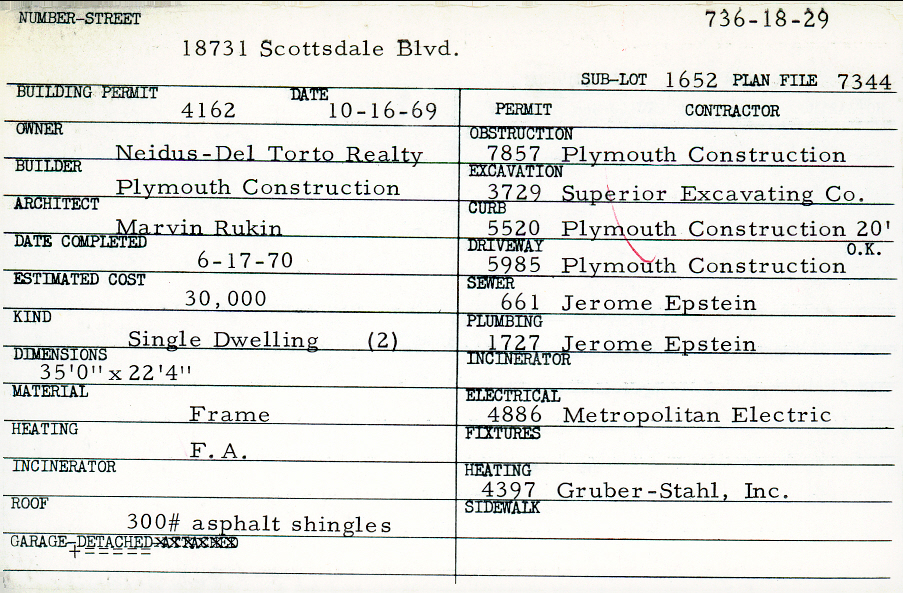 NUMBER-STREET
736-18-29
18731 Scottsdale Blvd.
SUB-LOT 1652 PLAN FILE 7344
BUILDING PERMIT DATE
4162 10-16-69
OWNER
Neidus-Del Torto Realty
BUILDER
Plymouth Construction
ARCHITECT
Marvin Rukin
DATE COMPLETED
6-17-70
ESTIMATED COST
30,000
KIND
Single Dwelling (2)
DIMENSIONS
35'0" x 22'4"
MATERIAL
Frame
HEATING
F.A.
INCINERATOR
ROOF
300# asphalt shingles
GARAGE-DETACHED
PERMIT CONTRACTOR
OBSTRUCTION
7857 Plymouth Construction
EXCAVATION
3729 Superior Excavating Co.
CURB
5520 Plymouth Construction 20'
DRIVEWAY O.K.
5985 Plymouth Construction
SEWER
661 Jerome Epstein
PLUMBING
1727 Jerome Epstein
INCINERATOR
ELECTRICAL
4886 Metropolitan Electric
FIXTURES
HEATING
4397 Gruber-Stahl, Inc.
SIDEWALK